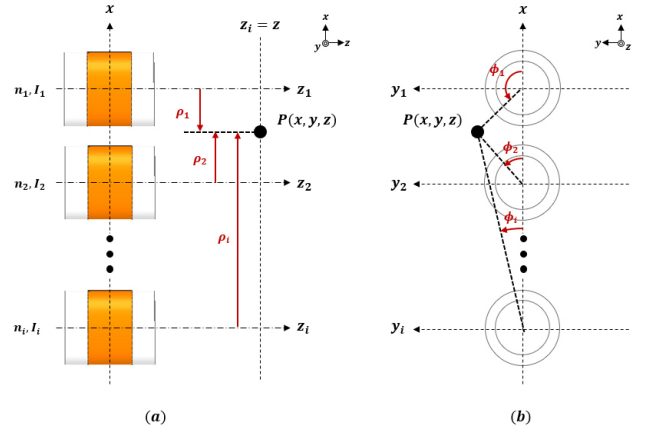 x
z_i = z
x
y z
n_1, I_1
z_1
ρ_1
P(x, y, z)
ρ_2
n_2, I_2
z_2
ρ_i
n_i, I_i
z_i
(a)
x
x
y z
ϕ_1
y_1
P(x, y, z)
ϕ_2
y_2
ϕ_i
y_i
(b)